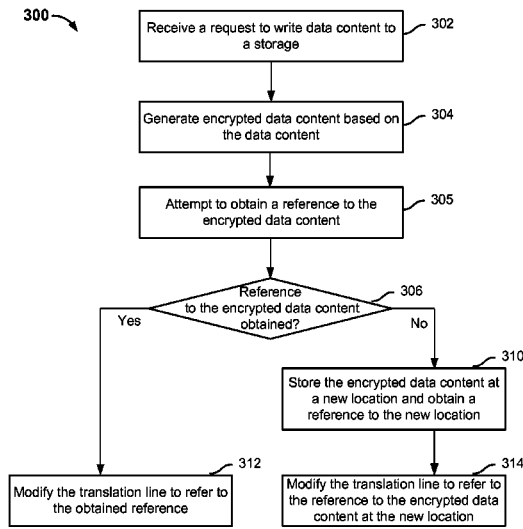 300
Receive a request to write data content to
a storage
302
Generate encrypted data content based on
the data content
304
Attempt to obtain a reference to the
encrypted data content
305
Reference
to the encrypted data content
obtained?
306
Yes
No
310
Store the encrypted data content at
a new location and obtain a
reference to the new location
312
Modify the translation line to refer to
the obtained reference
314
Modify the translation line to refer to
the reference to the encrypted data
content at the new location